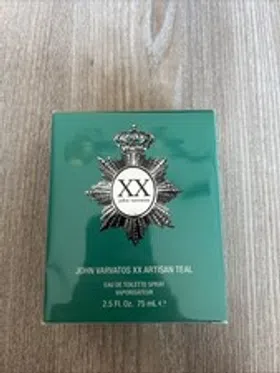 XX
john varvatos
JOHN VARVATOS XX ARTISAN TEAL
EAU DE TOILETTE SPRAY
VAPORISATEUR
2.5 Fl. Oz. 75 mL ℮